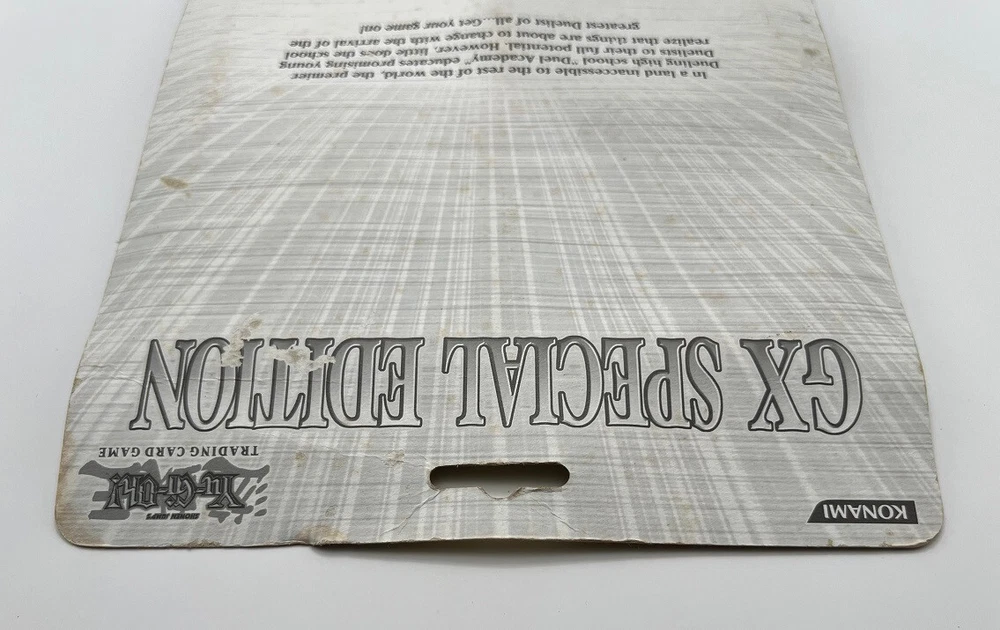 KONAMI
SHONEN JUMP'S
Yu-Gi-Oh!
TRADING CARD GAME
GX SPECIAL EDITION
In a land inaccessible to the rest of the world, the premier
Dueling high school "Duel Academy" educates promising young
Duelists to their full potential. However, little does the school
realize that things are about to change with the arrival of the
greatest Duelist of all...Get your game on!